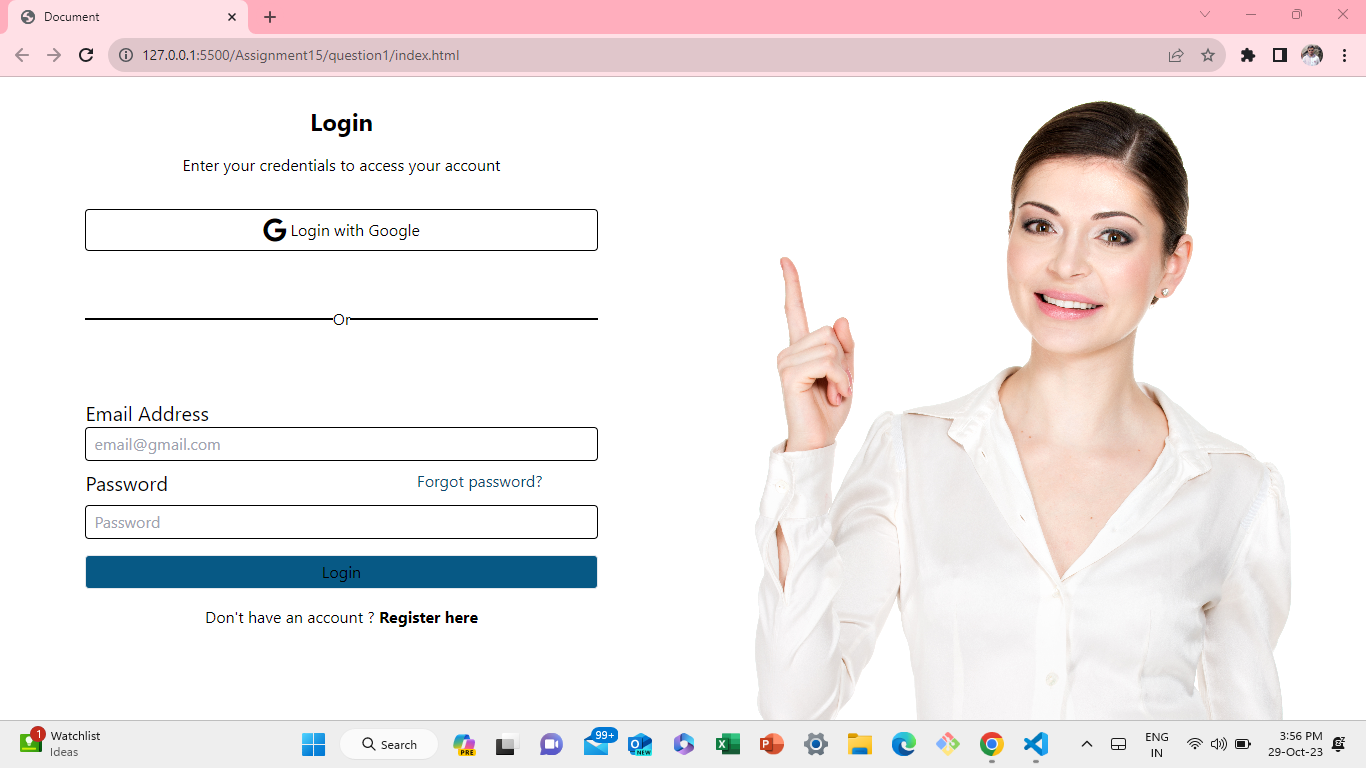 Document
127.0.0.1:5500/Assignment15/question1/index.html
Login
Enter your credentials to access your account
Login with Google
Or
Email Address
email@gmail.com
Password
Forgot password?
Password
Login
Don't have an account ? Register here
1
Watchlist
Ideas
Search
PRE
99+
NEW
ENG
IN
3:56 PM
29-Oct-23